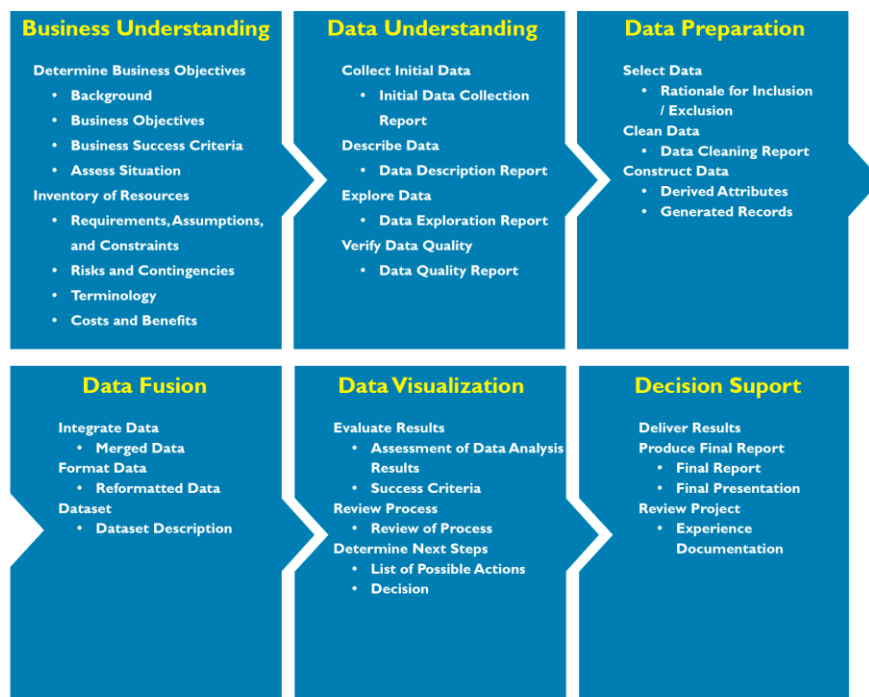 Business Understanding
Determine Business Objectives
• Background
• Business Objectives
• Business Success Criteria
• Assess Situation
Inventory of Resources
• Requirements, Assumptions,
and Constraints
• Risks and Contingencies
• Terminology
• Costs and Benefits
Data Understanding
Collect Initial Data
• Initial Data Collection
Report
Describe Data
• Data Description Report
Explore Data
• Data Exploration Report
Verify Data Quality
• Data Quality Report
Data Preparation
Select Data
• Rationale for Inclusion
/ Exclusion
Clean Data
• Data Cleaning Report
Construct Data
• Derived Attributes
• Generated Records
Data Fusion
Integrate Data
• Merged Data
Format Data
• Reformatted Data
Dataset
• Dataset Description
Data Visualization
Evaluate Results
• Assessment of Data Analysis
Results
• Success Criteria
Review Process
• Review of Process
Determine Next Steps
• List of Possible Actions
• Decision
Decision Suport
Deliver Results
Produce Final Report
• Final Report
• Final Presentation
Review Project
• Experience
Documentation